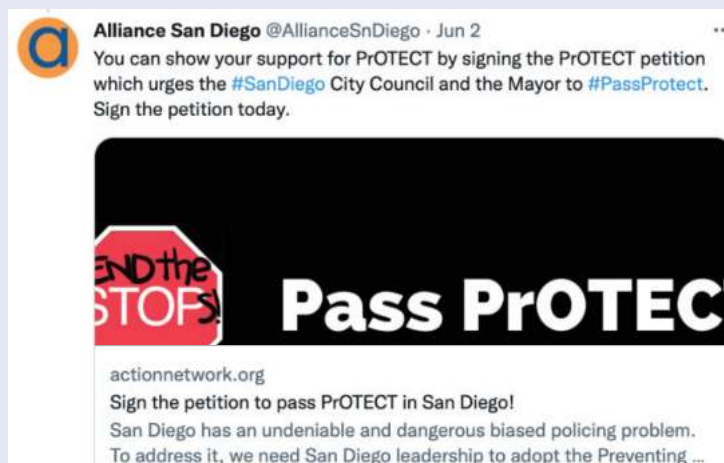 Alliance San Diego @AllianceSnDiego · Jun 2
You can show your support for PrOTECT by signing the PrOTECT petition
which urges the #SanDiego City Council and the Mayor to #PassProtect.
Sign the petition today.
END the
STOPS!
Pass PrOTEC
actionnetwork.org
Sign the petition to pass PrOTECT in San Diego!
San Diego has an undeniable and dangerous biased policing problem.
To address it, we need San Diego leadership to adopt the Preventing ...